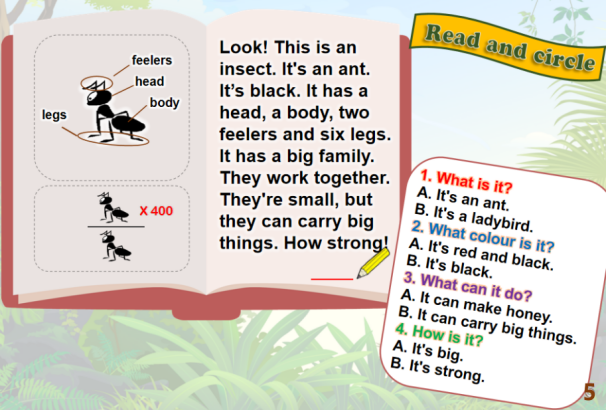 Read and circle
feelers
head
body
legs
X 400
Look! This is an
insect. It's an ant.
It’s black. It has a
head, a body, two
feelers and six legs.
It has a big family.
They work together.
They're small, but
they can carry big
things. How strong!
1. What is it?
A. It's an ant.
B. It's a ladybird.
2. What colour is it?
A. It's red and black.
B. It's black.
3. What can it do?
A. It can make honey.
B. It can carry big things.
4. How is it?
A. It's big.
B. It's strong.
5